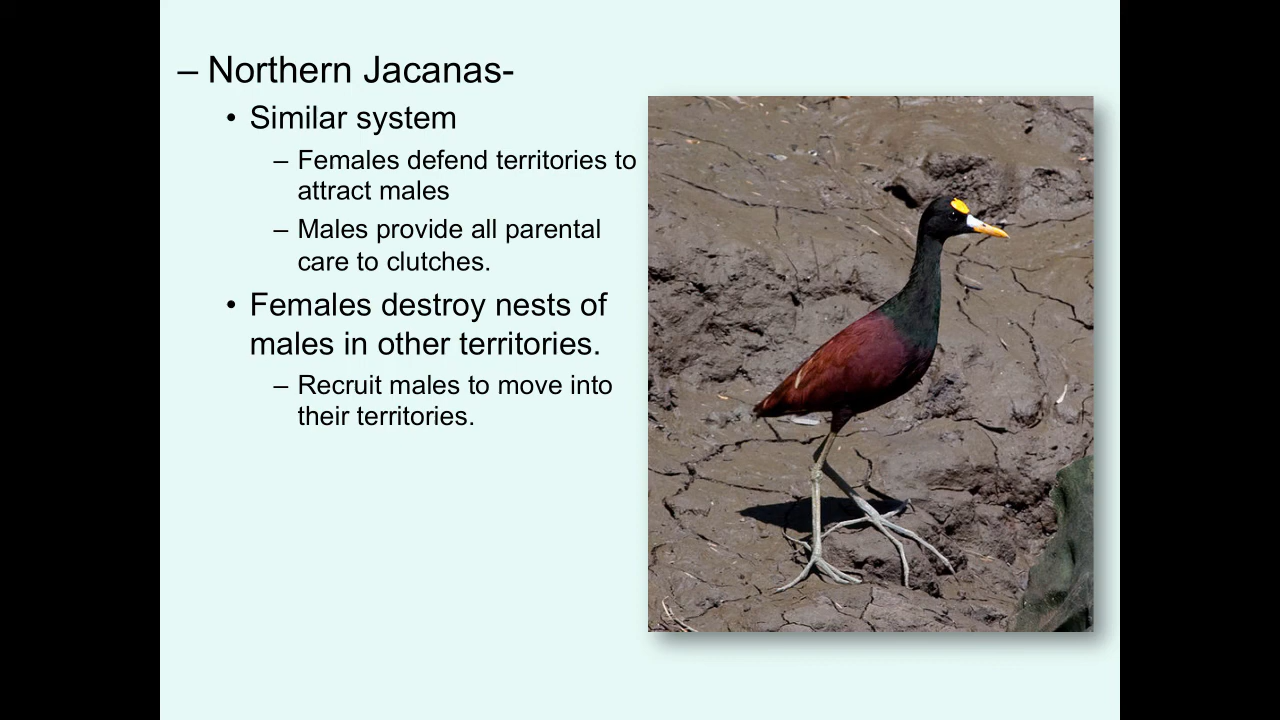 – Northern Jacanas-
• Similar system
– Females defend territories to
attract males
– Males provide all parental
care to clutches.
• Females destroy nests of
males in other territories.
– Recruit males to move into
their territories.